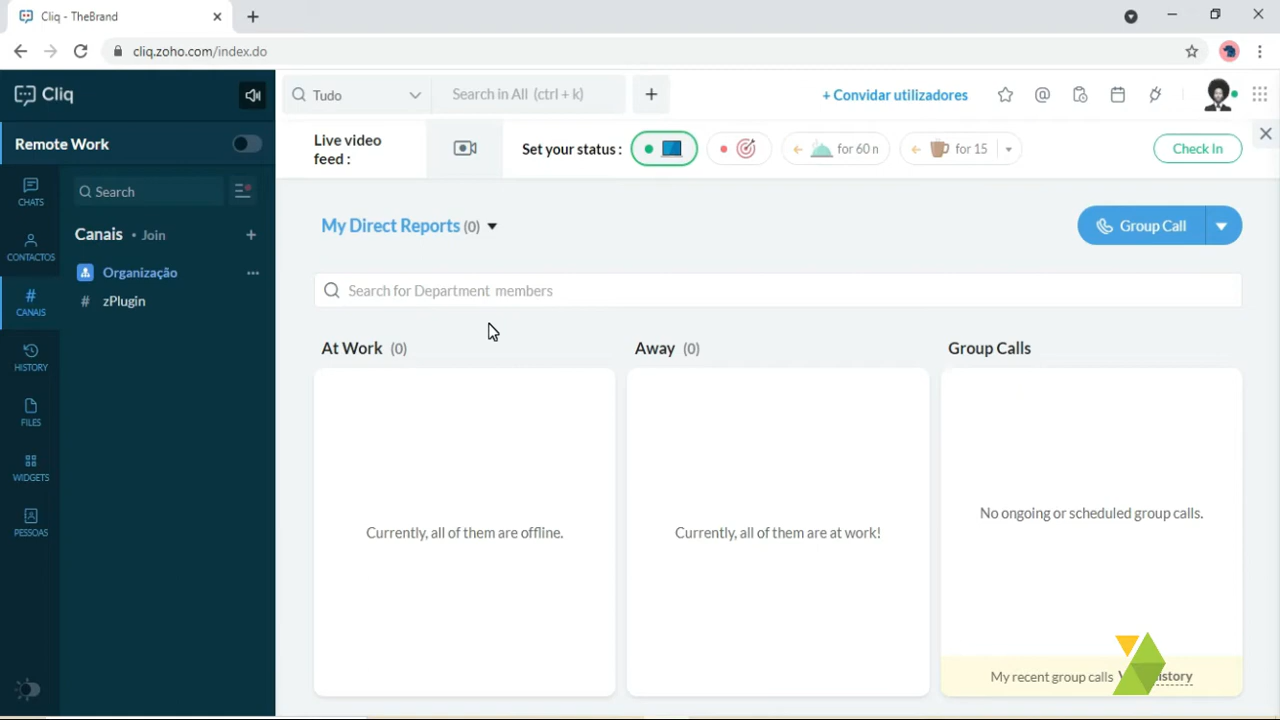 Cliq - TheBrand
cliq.zoho.com/index.do
Cliq
Tudo
Search in All (ctrl + k)
+ Convidar utilizadores
Remote Work
Live video feed :
Set your status :
for 60 n
for 15
Check In
CHATS
CONTACTOS
CANAIS
HISTORY
FILES
WIDGETS
PESSOAS
Search
Canais • Join
Organização
# zPlugin
My Direct Reports (0)
Group Call
Search for Department members
At Work (0)
Away (0)
Group Calls
Currently, all of them are offline.
Currently, all of them are at work!
No ongoing or scheduled group calls.
My recent group calls